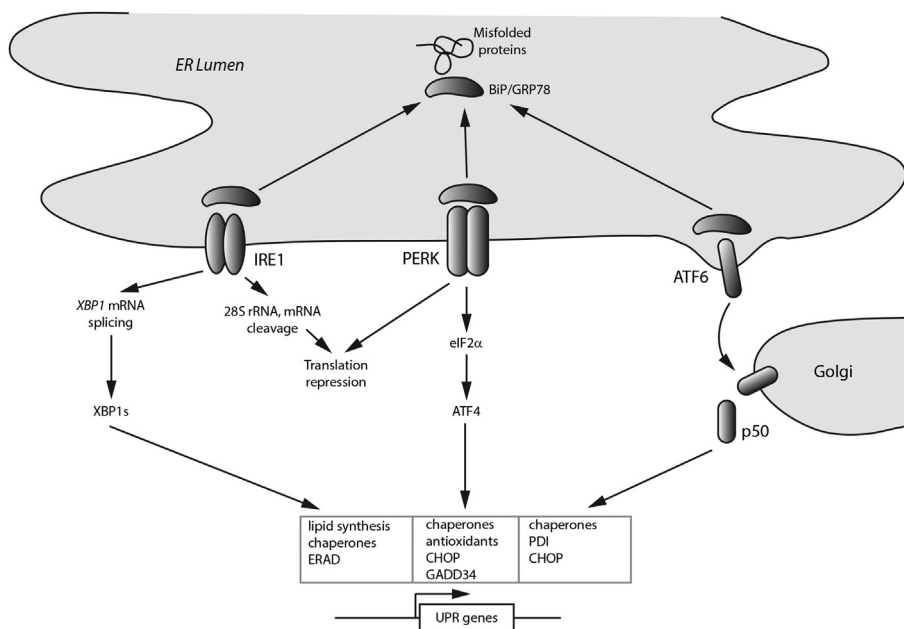 Misfolded
proteins
ER Lumen
BiP/GRP78
IRE1
PERK
ATF6
XBP1 mRNA
splicing
28S rRNA, mRNA
cleavage
Translation
repression
eIF2α
Golgi
XBP1s
ATF4
p50
lipid synthesis
chaperones
ERAD
chaperones
antioxidants
CHOP
GADD34
chaperones
PDI
CHOP
UPR genes